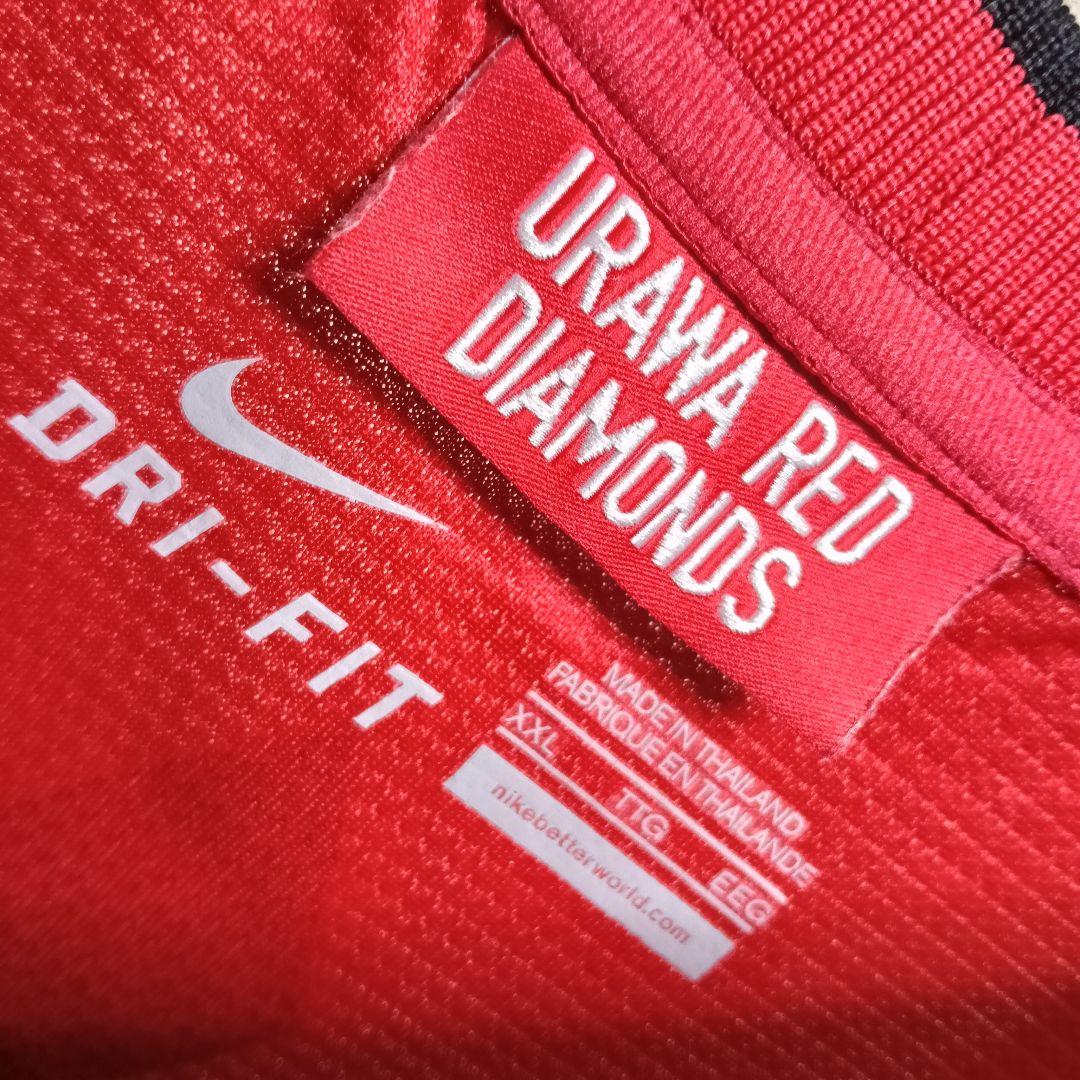 URAWA RED
DIAMONDS
DRI-FIT
MADE IN THAILAND
FABRIQUE EN THAILANDE
XXL TTG EEG
nikebetterworld.com